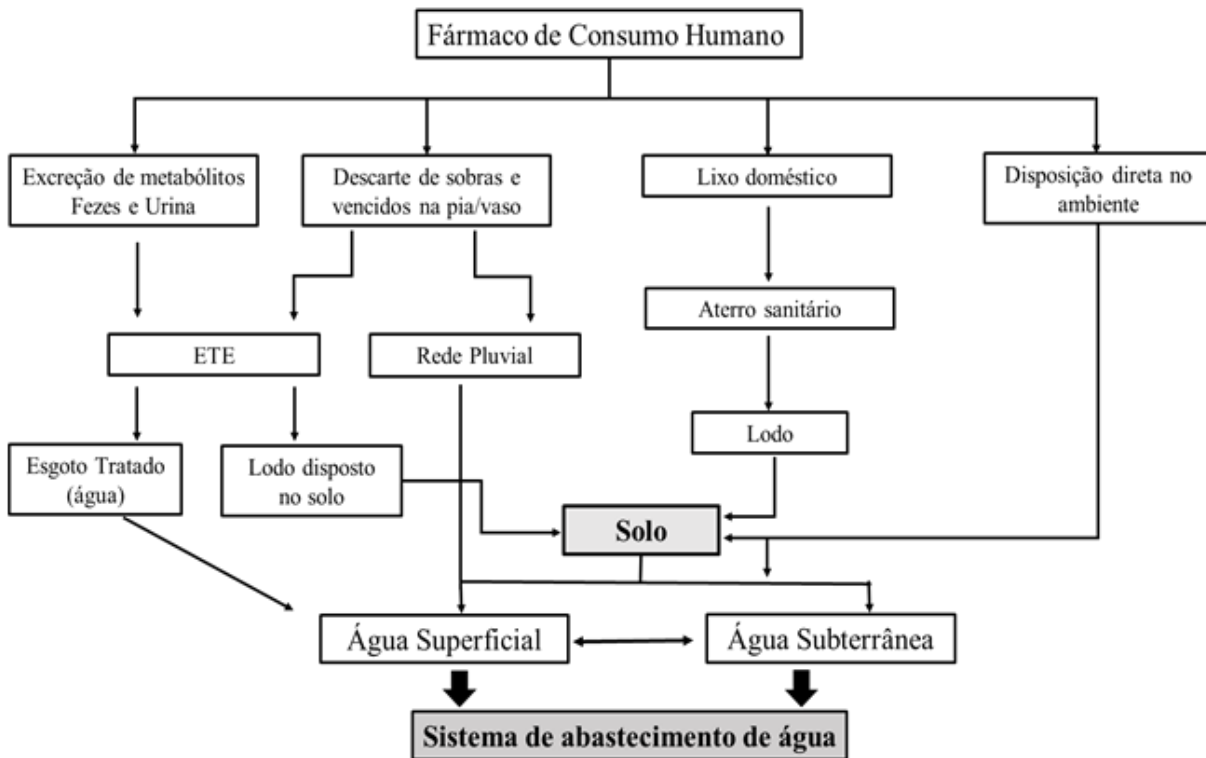 Fármaco de Consumo Humano
Excreção de metabólitos
Fezes e Urina
Descarte de sobras e
vencidos na pia/vaso
Lixo doméstico
Disposição direta no
ambiente
Aterro sanitário
ETE
Rede Pluvial
Lodo
Esgoto Tratado
(água)
Lodo disposto
no solo
Solo
Água Superficial
Água Subterrânea
Sistema de abastecimento de água